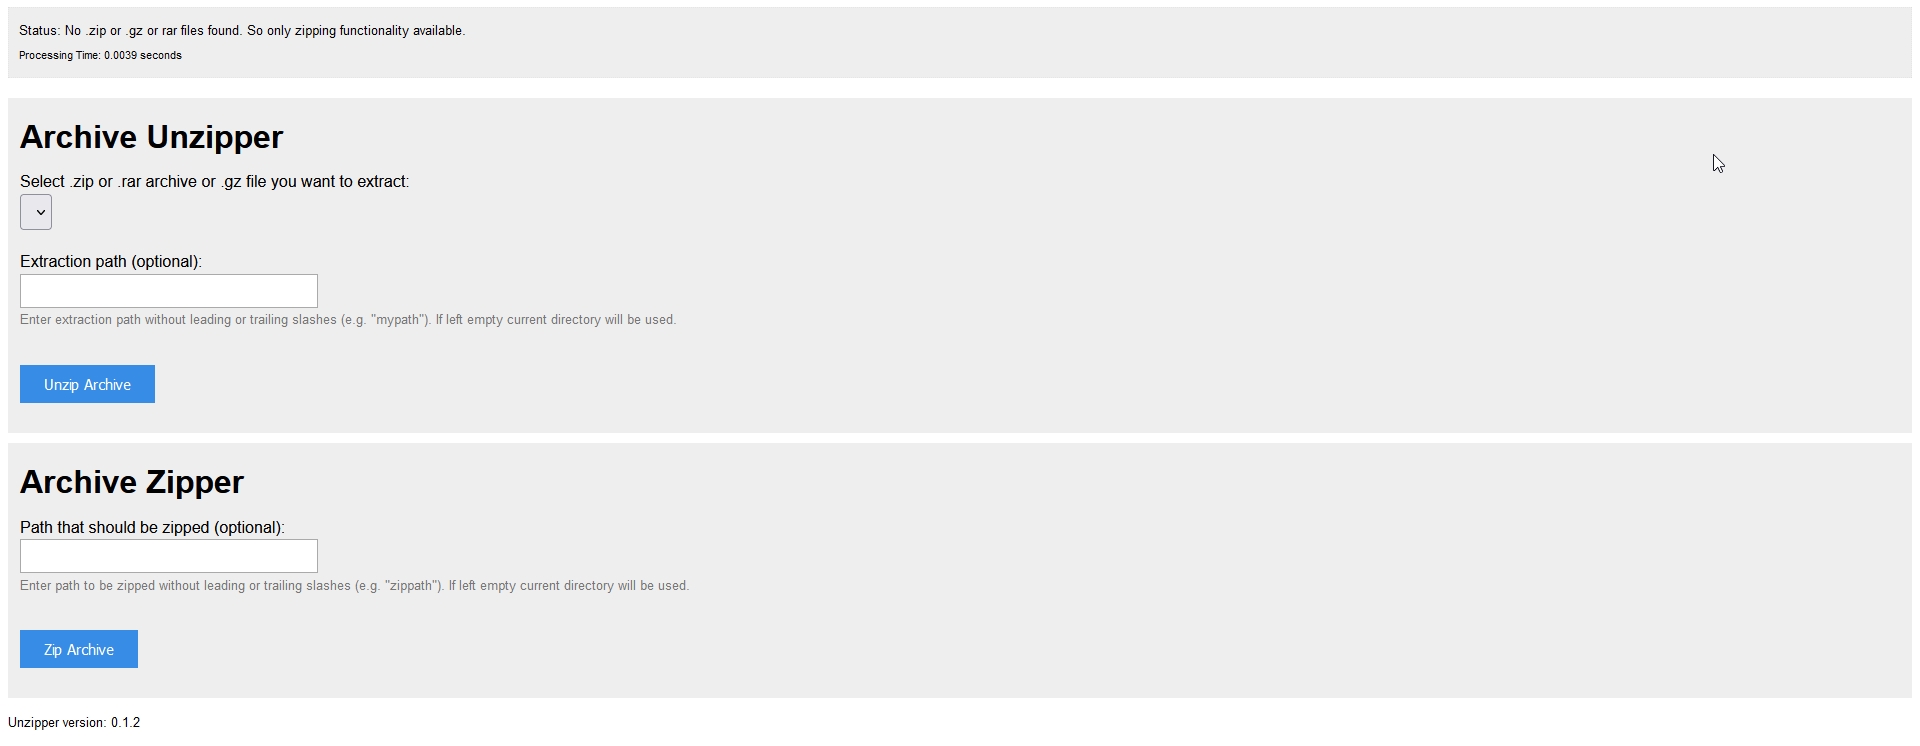 Status: No .zip or .gz or rar files found. So only zipping functionality available.
Processing Time: 0.0039 seconds
Archive Unzipper
Select .zip or .rar archive or .gz file you want to extract:
Extraction path (optional):
Enter extraction path without leading or trailing slashes (e.g. "mypath"). If left empty current directory will be used.
Unzip Archive
Archive Zipper
Path that should be zipped (optional):
Enter path to be zipped without leading or trailing slashes (e.g. "zippath"). If left empty current directory will be used.
Zip Archive
Unzipper version: 0.1.2